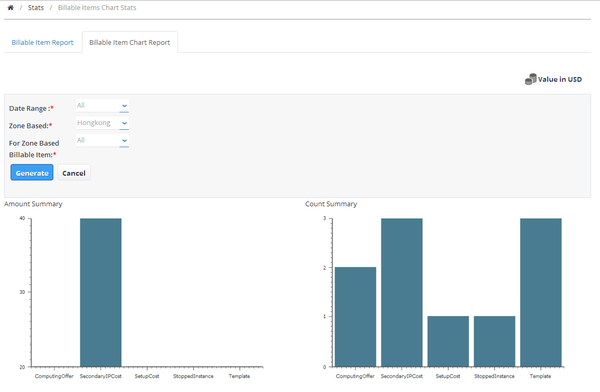 / Stats / Billable Items Chart Stats
Billable Item Report Billable Item Chart Report
Value in USD
Date Range :* All
Zone Based:* Hongkong
For Zone Based All
Billable Item:*
Generate Cancel
Amount Summary Count Summary
40 3
30 2
1
20 0
ComputingOffer SecondaryIPCost SetupCost StoppedInstance Template ComputingOffer SecondaryIPCost SetupCost StoppedInstance Template